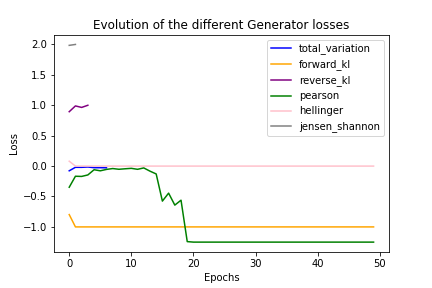 Evolution of the different Generator losses
total_variation
forward_kl
reverse_kl
pearson
hellinger
jensen_shannon
2.0
1.5
1.0
0.5
0.0
−0.5
−1.0
Loss
0 10 20 30 40 50
Epochs